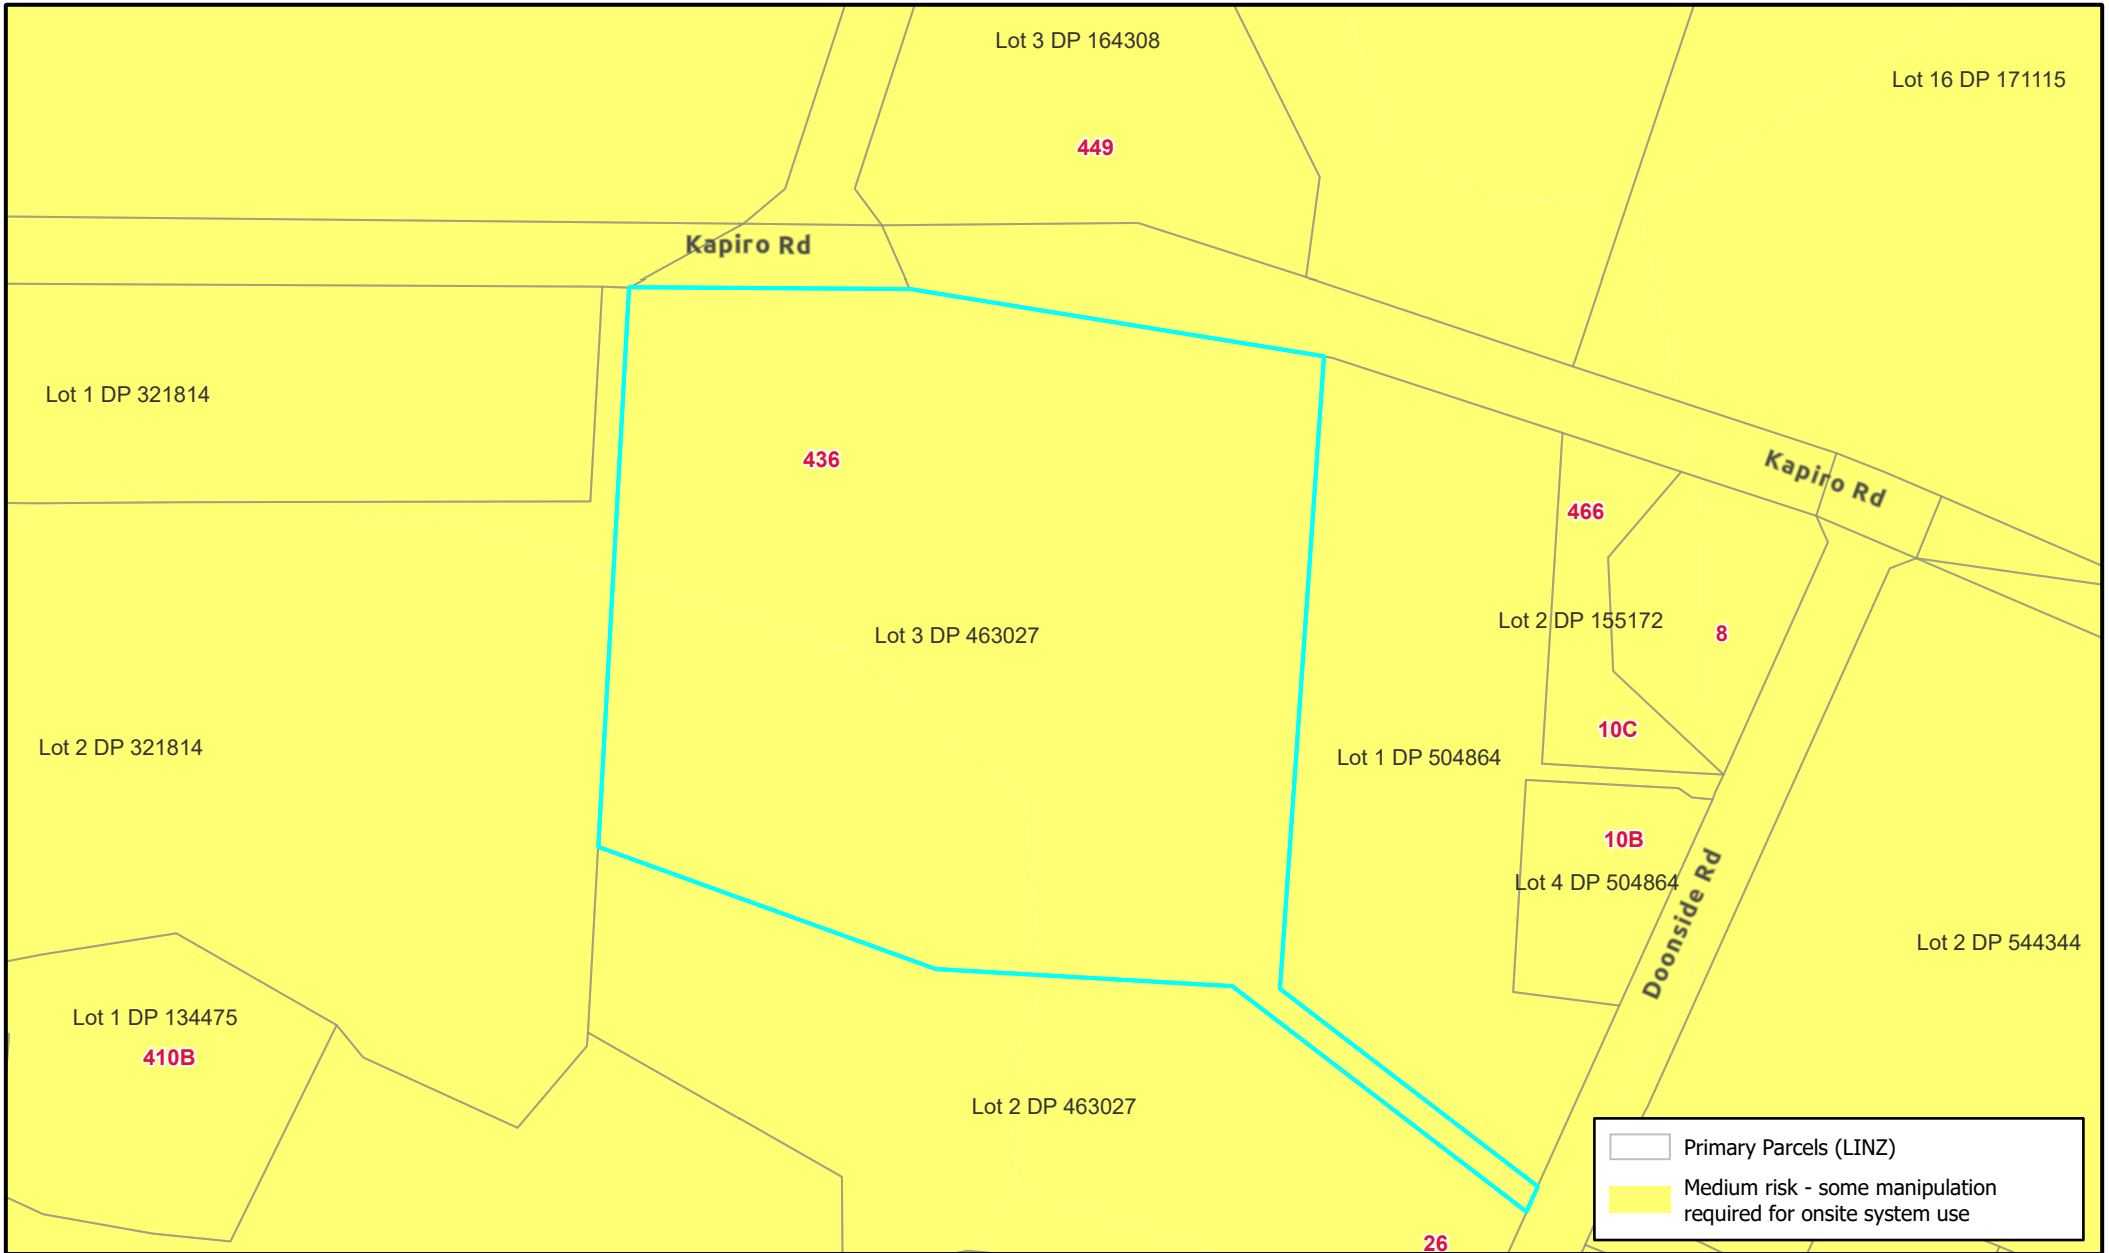 Lot 3 DP 164308
Lot 16 DP 171115
449
Kapiro Rd
Lot 1 DP 321814
436
Kapiro Rd
466
Lot 2 DP 155172
8
Lot 3 DP 463027
10C
Lot 2 DP 321814
Lot 1 DP 504864
10B
Lot 4 DP 504864
Doonside Rd
Lot 2 DP 544344
Lot 1 DP 134475
410B
Lot 2 DP 463027
26
Primary Parcels (LINZ)
Medium risk - some manipulation
required for onsite system use